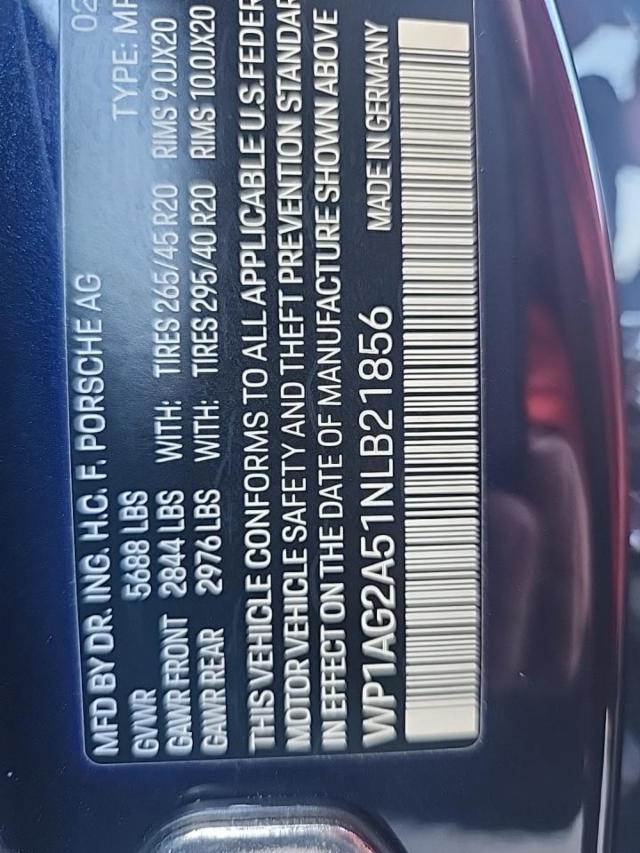 MFD BY DR. ING. H.C. F. PORSCHE AG 02
GVWR 5688 LBS TYPE:
GAWR FRONT 2844 LBS WITH: TIRES 265/45 R20 RIMS 9.0JX20
GAWR REAR 2976 LBS WITH: TIRES 295/40 R20 RIMS 10.0JX20
THIS VEHICLE CONFORMS TO ALL APPLICABLE U.S.
MOTOR VEHICLE SAFETY AND THEFT PREVENTION
IN EFFECT ON THE DATE OF MANUFACTURE SHOWN ABOVE
WP1AG2A51NLB21856 MADE IN GERMANY